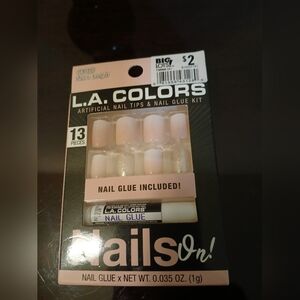 BIG
LOTS!
$2
L.A. COLORS
ARTIFICIAL NAIL TIPS & NAIL GLUE KIT
13
PIECES
NAIL GLUE INCLUDED!
L.A. COLORS
NAIL GLUE
Nails On!
NAIL GLUE x NET WT. 0.035 OZ. (1g)